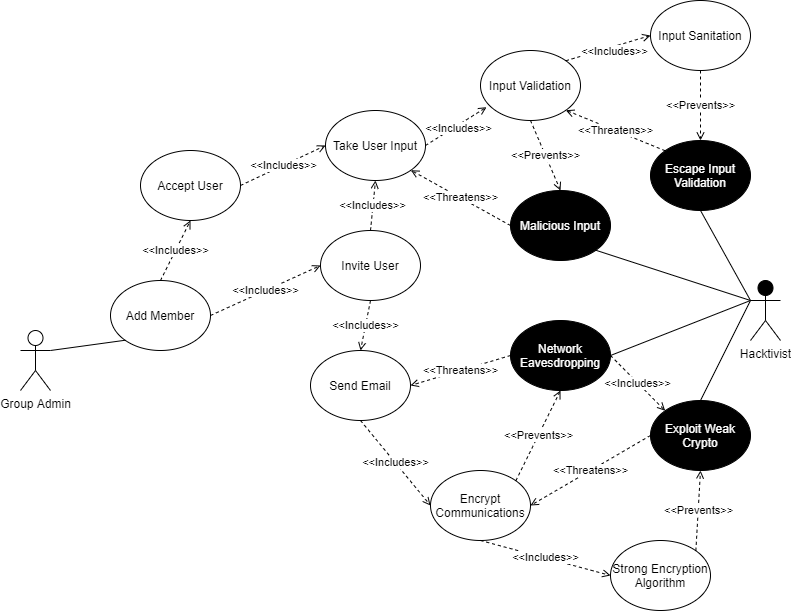 Input Sanitation
<<Includes>>
Input Validation
<<Prevents>>
<<Includes>>
<<Threatens>>
Take User Input
<<Prevents>>
<<Includes>>
Escape Input
Validation
Accept User
<<Threatens>>
<<Includes>>
Malicious Input
<<Includes>>
Invite User
<<Includes>>
Add Member
<<Includes>>
Group Admin
Hacktivist
Network
Eavesdropping
<<Threatens>>
Send Email
<<Includes>>
Exploit Weak
Crypto
<<Prevents>>
<<Includes>>
<<Threatens>>
Encrypt
Communications
<<Prevents>>
<<Includes>>
Strong Encryption
Algorithm